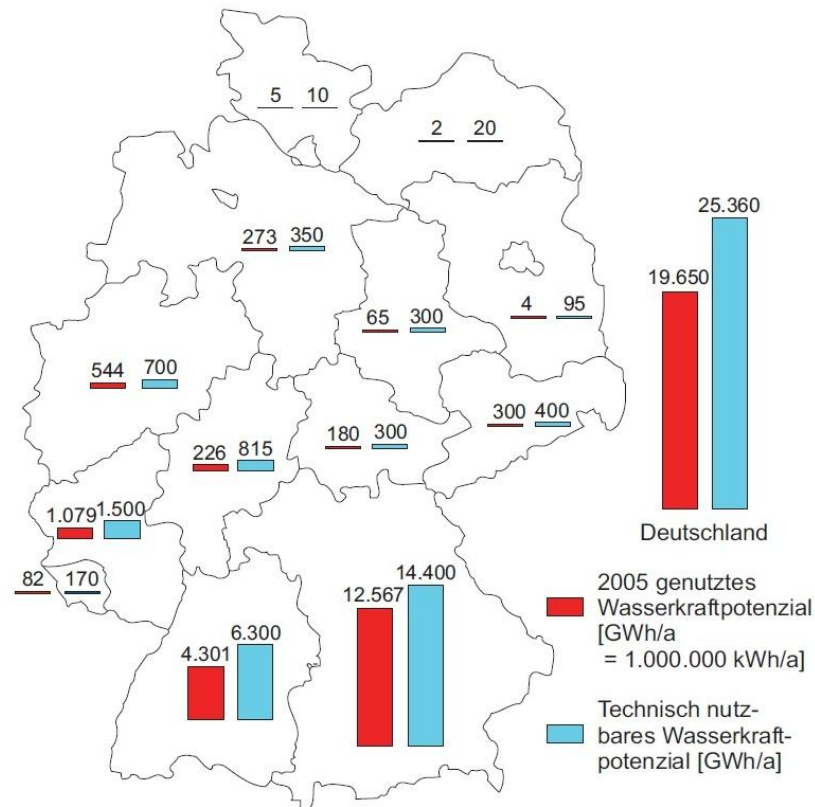 5 10
2 20
25.360
19.650
273 350
65 300
4 95
544 700
300 400
226 815
180 300
1.079 1.500
Deutschland
82 170
14.400
12.567
6.300
4.301
2005 genutztes
Wasserkraftpotenzial
[GWh/a
= 1.000.000 kWh/a]
Technisch nutz-
bares Wasserkraft-
potenzial [GWh/a]